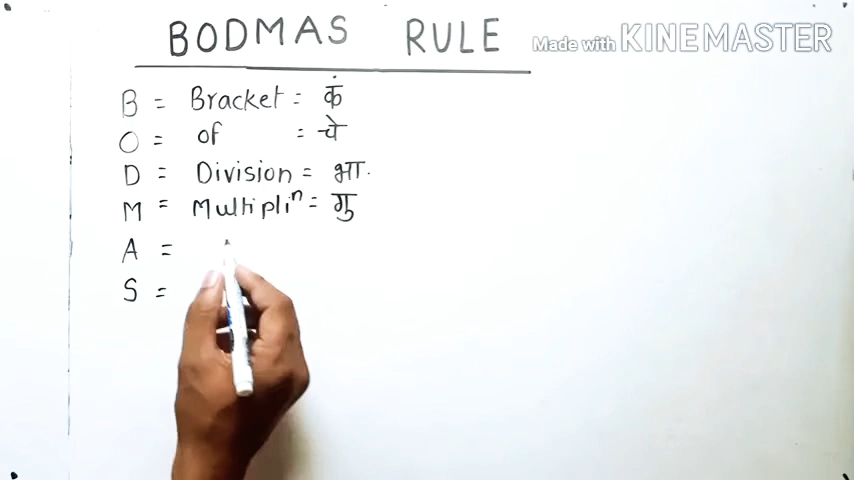 BODMAS RULE
Made with KINEMASTER
B = Bracket = कं
O = of = चे
D = Division = भा.
M = Multipliⁿ = गु
A =
S =